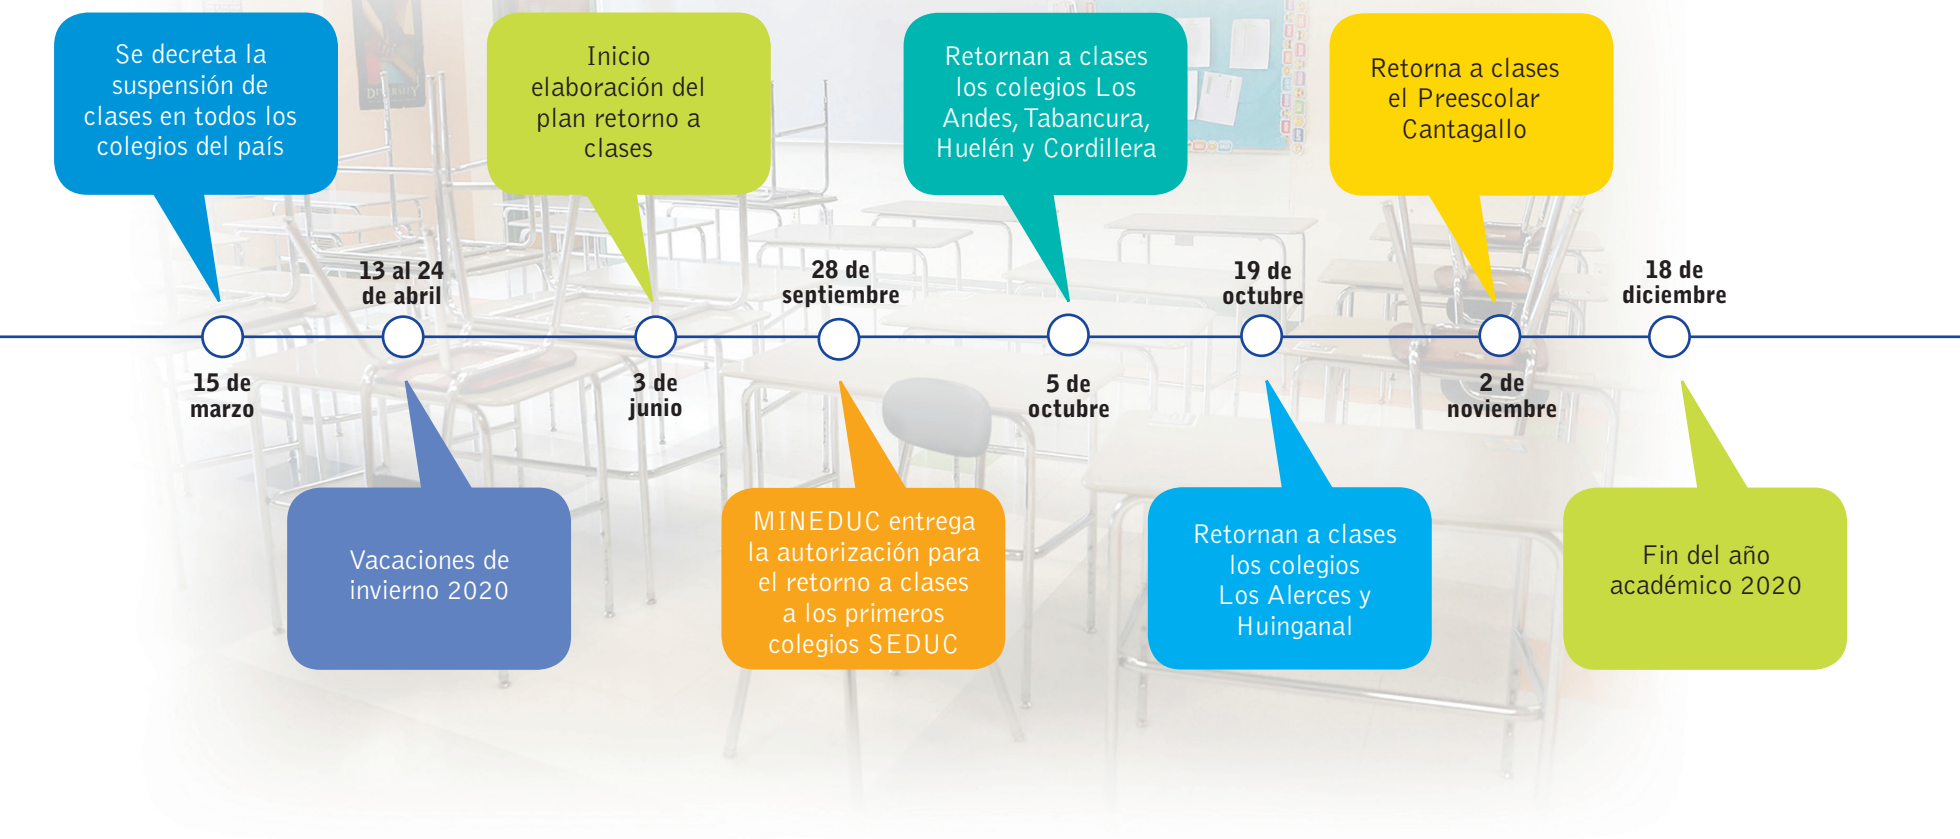 Se decreta la
suspensión de
clases en todos los
colegios del país
15 de
marzo
13 al 24
de abril
Vacaciones de
invierno 2020
Inicio
elaboración del
plan retorno a
clases
3 de
junio
28 de
septiembre
MINEDUC entrega
la autorización para
el retorno a clases
a los primeros
colegios SEDUC
Retornan a clases
los colegios Los
Andes, Tabancura,
Huelén y Cordillera
5 de
octubre
19 de
octubre
Retornan a clases
los colegios
Los Alerces y
Huinganal
Retorna a clases
el Preescolar
Cantagallo
2 de
noviembre
18 de
diciembre
Fin del año
académico 2020
DIVERSITY